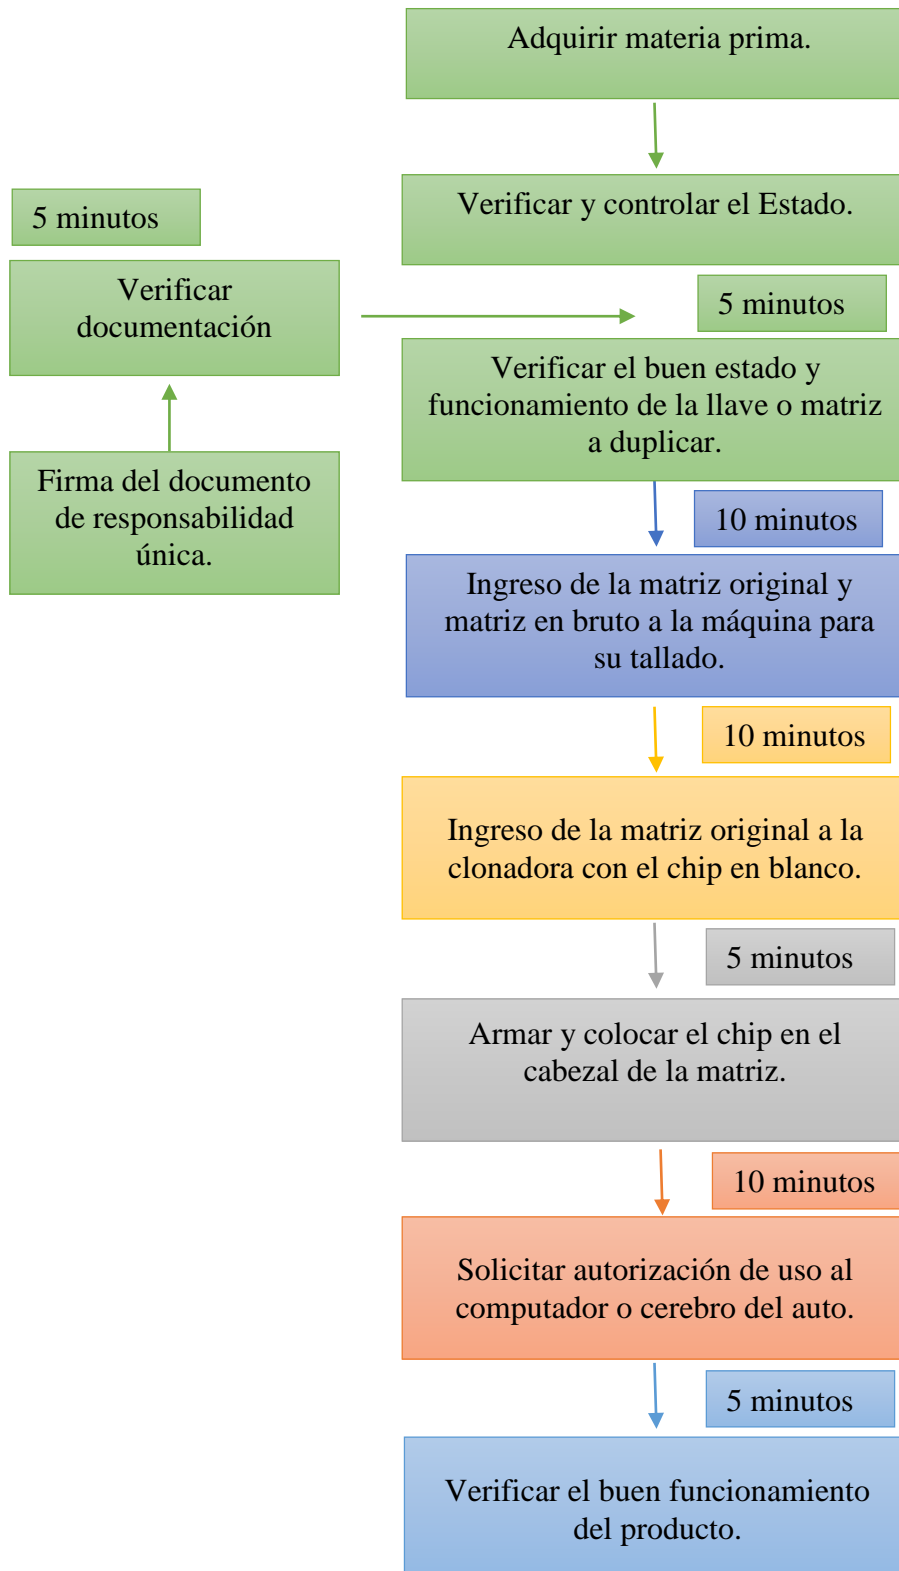 Adquirir materia prima.
Verificar y controlar el Estado.
5 minutos
Verificar
documentación
Firma del documento
de responsabilidad
única.
5 minutos
Verificar el buen estado y
funcionamiento de la llave o matriz
a duplicar.
10 minutos
Ingreso de la matriz original y
matriz en bruto a la máquina para
su tallado.
10 minutos
Ingreso de la matriz original a la
clonadora con el chip en blanco.
5 minutos
Armar y colocar el chip en el
cabezal de la matriz.
10 minutos
Solicitar autorización de uso al
computador o cerebro del auto.
5 minutos
Verificar el buen funcionamiento
del producto.